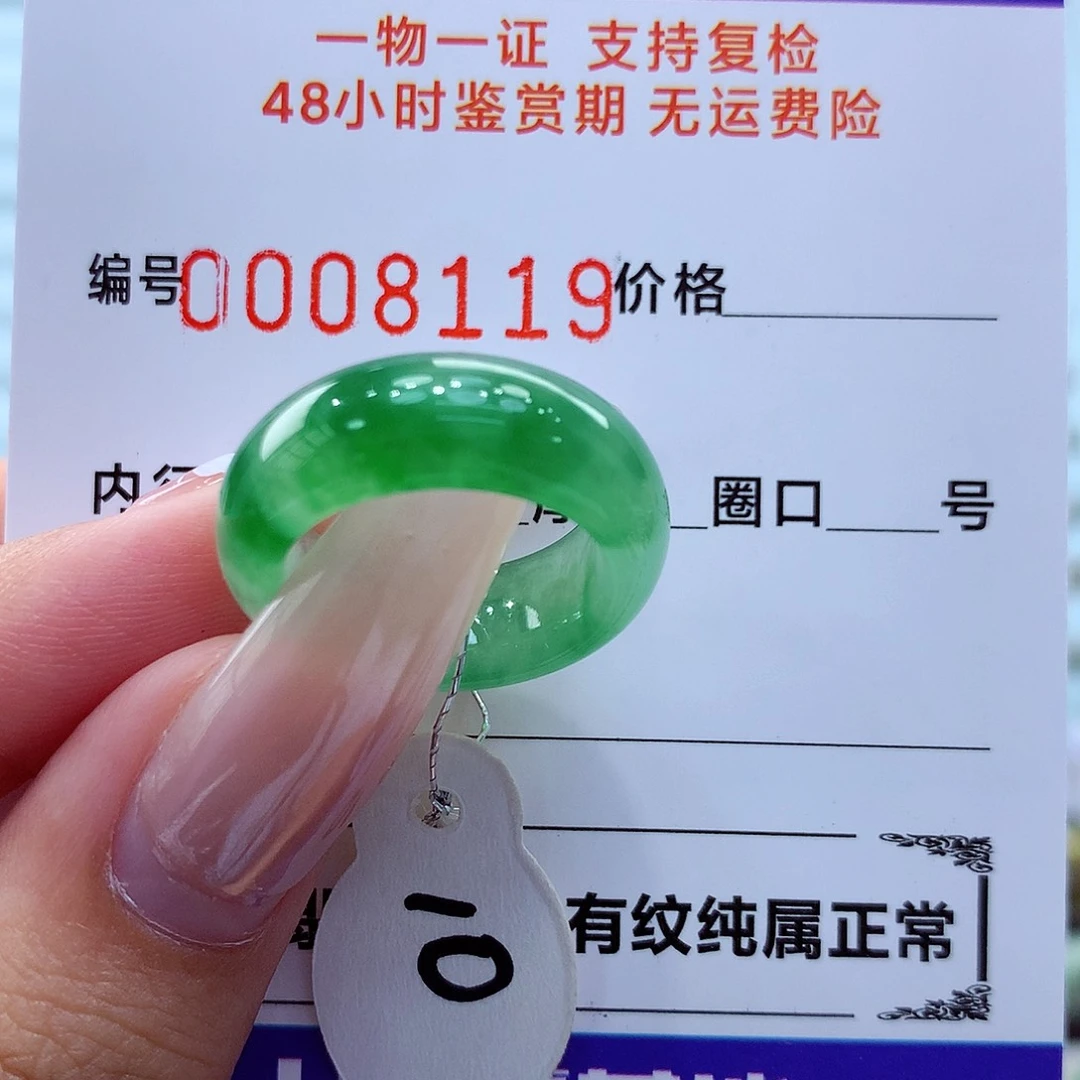 一物一证 支持复检
48小时鉴赏期 无运费险
编号0008119价格
内径 圈口 号
10
有纹纯属正常